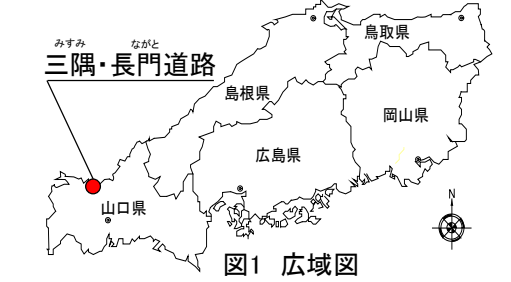 みすみ ながと
三隅・長門道路
鳥取県
島根県
岡山県
広島県
山口県
N
図1 広域図